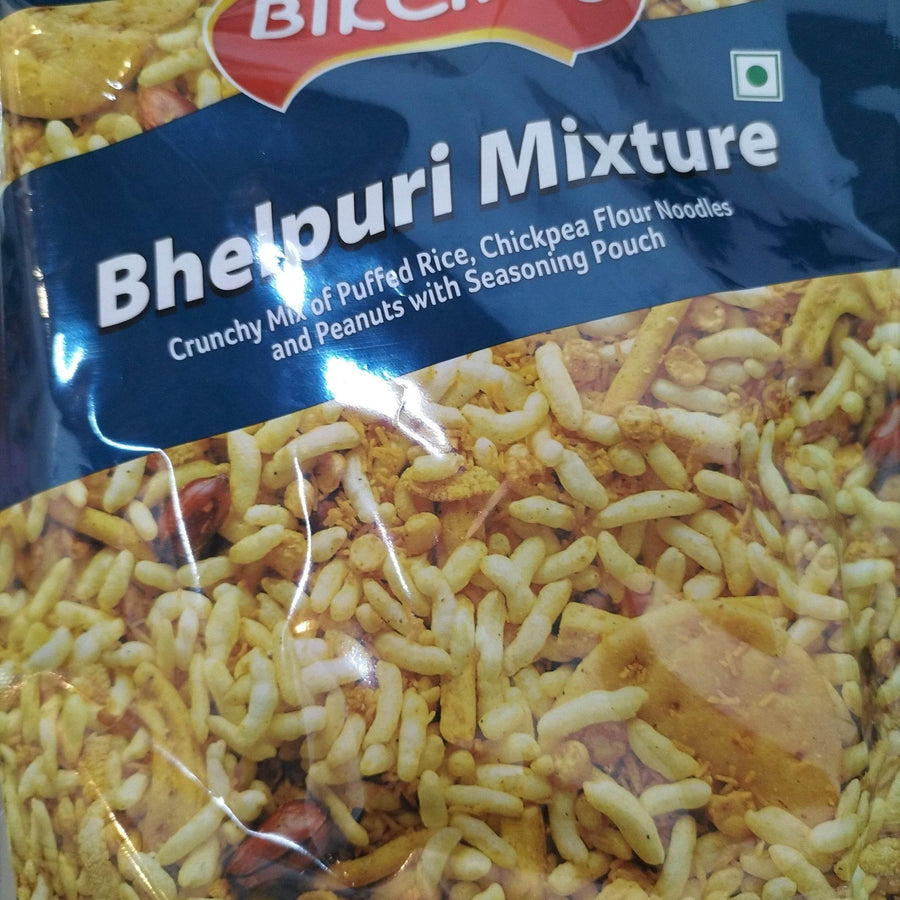 Bhelpuri Mixture
Crunchy Mix of Puffed Rice, Chickpea Flour Noodles
and Peanuts with Seasoning Pouch